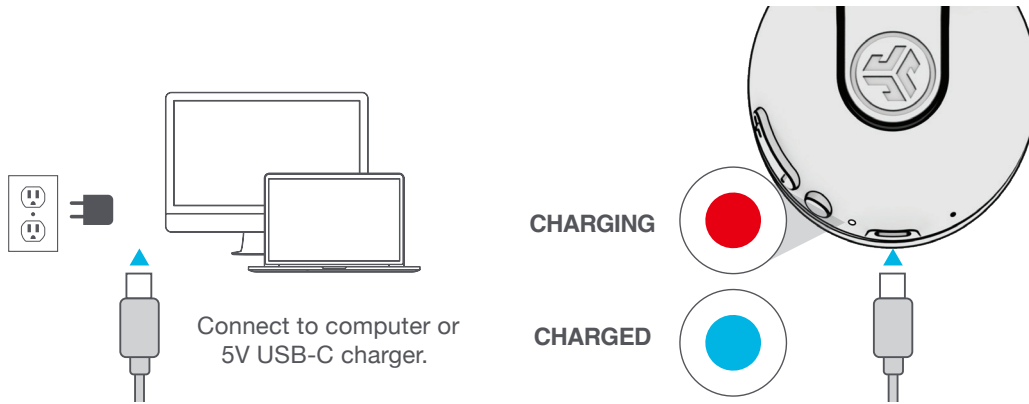 Connect to computer or
5V USB-C charger.
CHARGING
CHARGED